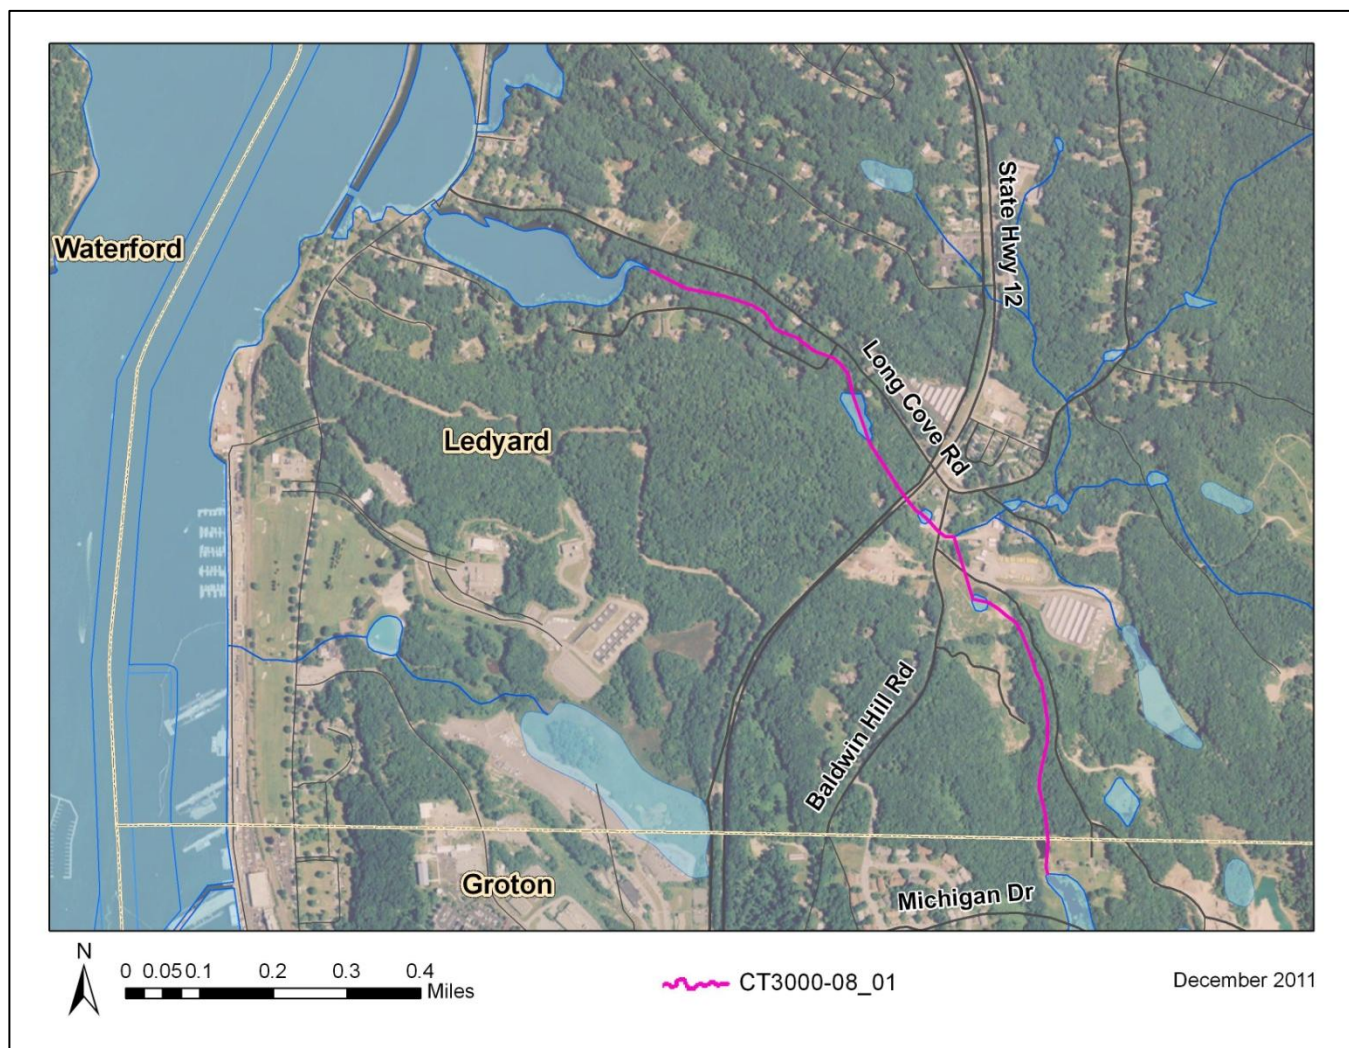 State Hwy 12
Waterford
Long Cove Rd
Ledyard
Baldwin Hill Rd
Groton
Michigan Dr
N
0 0.05 0.1 0.2 0.3 0.4
Miles
CT3000-08_01
December 2011